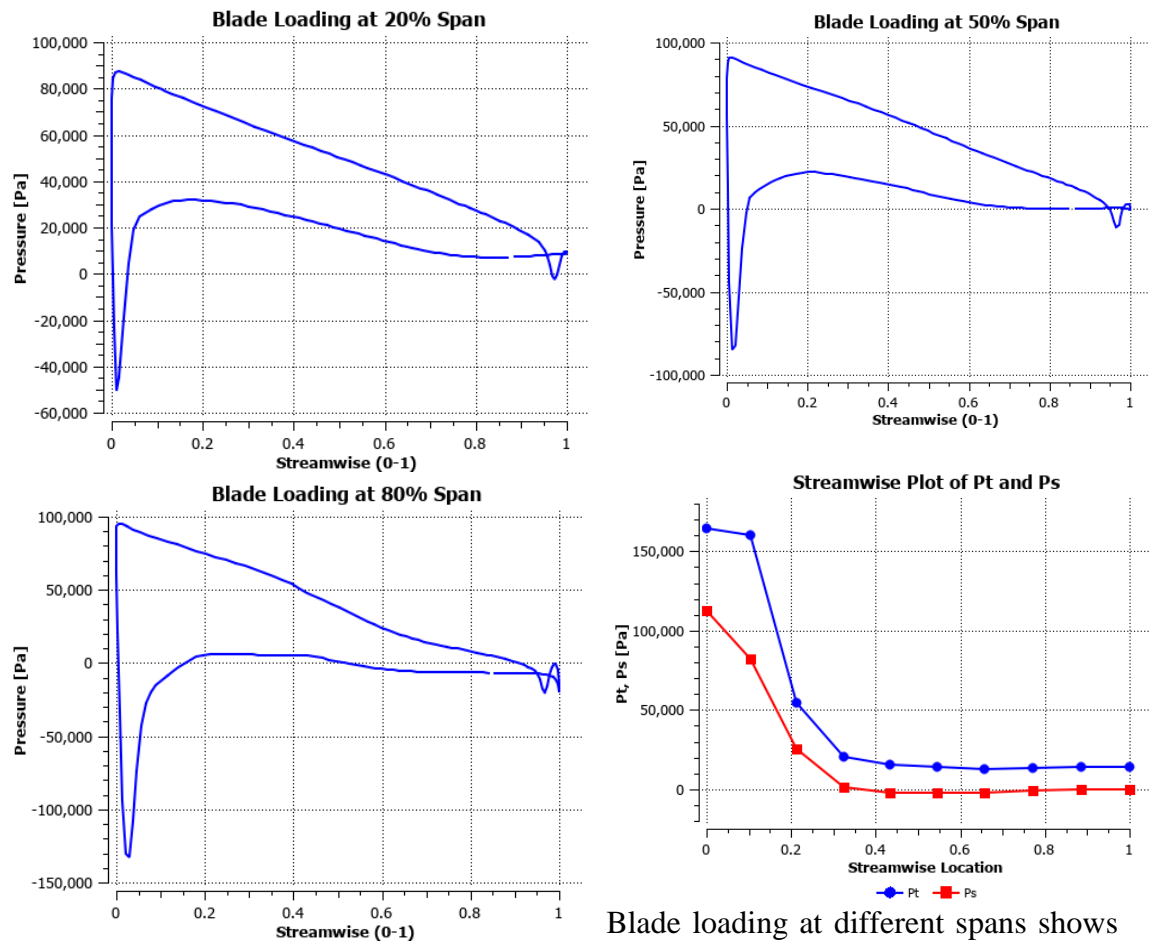 Blade Loading at 20% Span
100,000
80,000
60,000
40,000
20,000
0
-20,000
-40,000
-60,000
Pressure [Pa]
0 0.2 0.4 0.6 0.8 1
Streamwise (0-1)
Blade Loading at 50% Span
100,000
50,000
0
-50,000
-100,000
Pressure [Pa]
0 0.2 0.4 0.6 0.8 1
Streamwise (0-1)
Blade Loading at 80% Span
100,000
50,000
0
-50,000
-100,000
-150,000
Pressure [Pa]
0 0.2 0.4 0.6 0.8 1
Streamwise (0-1)
Streamwise Plot of Pt and Ps
150,000
100,000
50,000
0
Pt, Ps [Pa]
0 0.2 0.4 0.6 0.8 1
Streamwise Location
Pt Ps
Blade loading at different spans shows